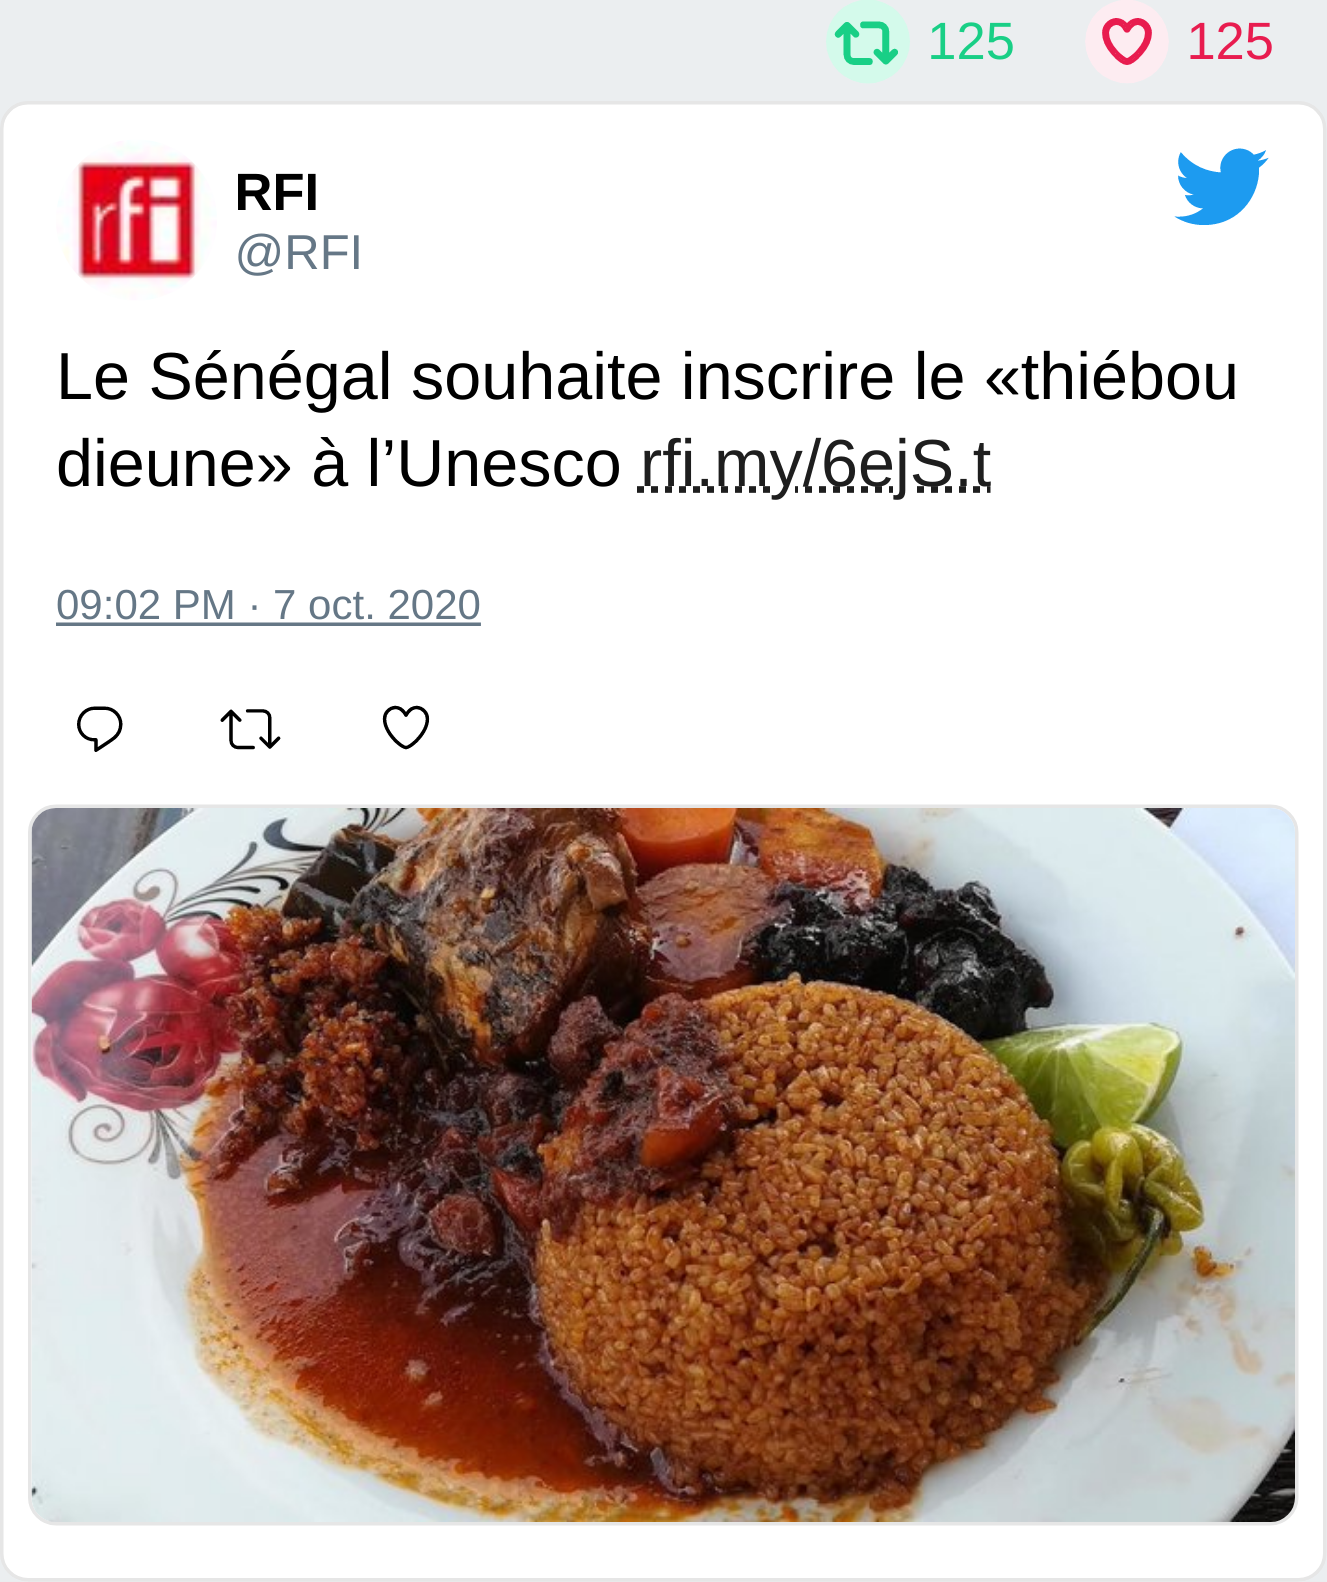 125 125
rfi
RFI
@RFI
Le Sénégal souhaite inscrire le «thiébou
dieune» à l’Unesco rfi.my/6ejS.t
09:02 PM · 7 oct. 2020